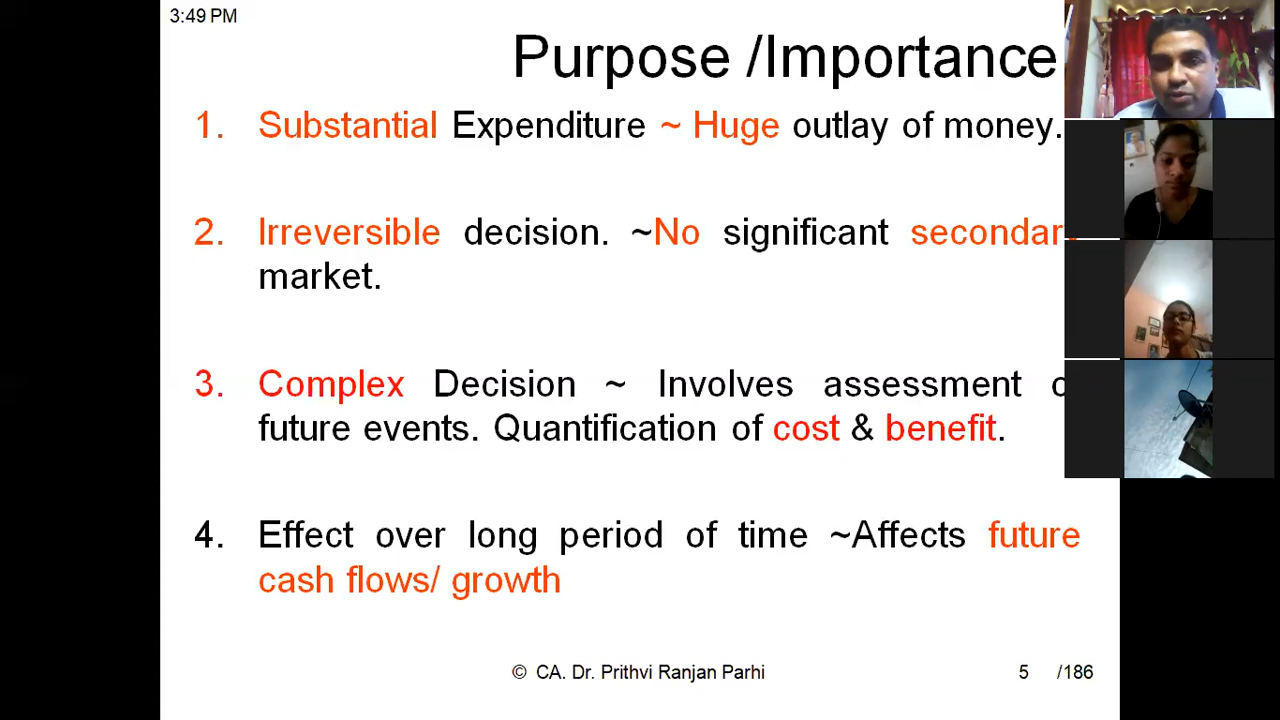 3:49 PM
Purpose /Importance
1. Substantial Expenditure ~ Huge outlay of money.
2. Irreversible decision. ~No significant
market.
3. Complex Decision ~ Involves assessment
future events. Quantification of cost & benefit.
4. Effect over long period of time ~Affects future
cash flows/ growth
© CA. Dr. Prithvi Ranjan Parhi 5 /186